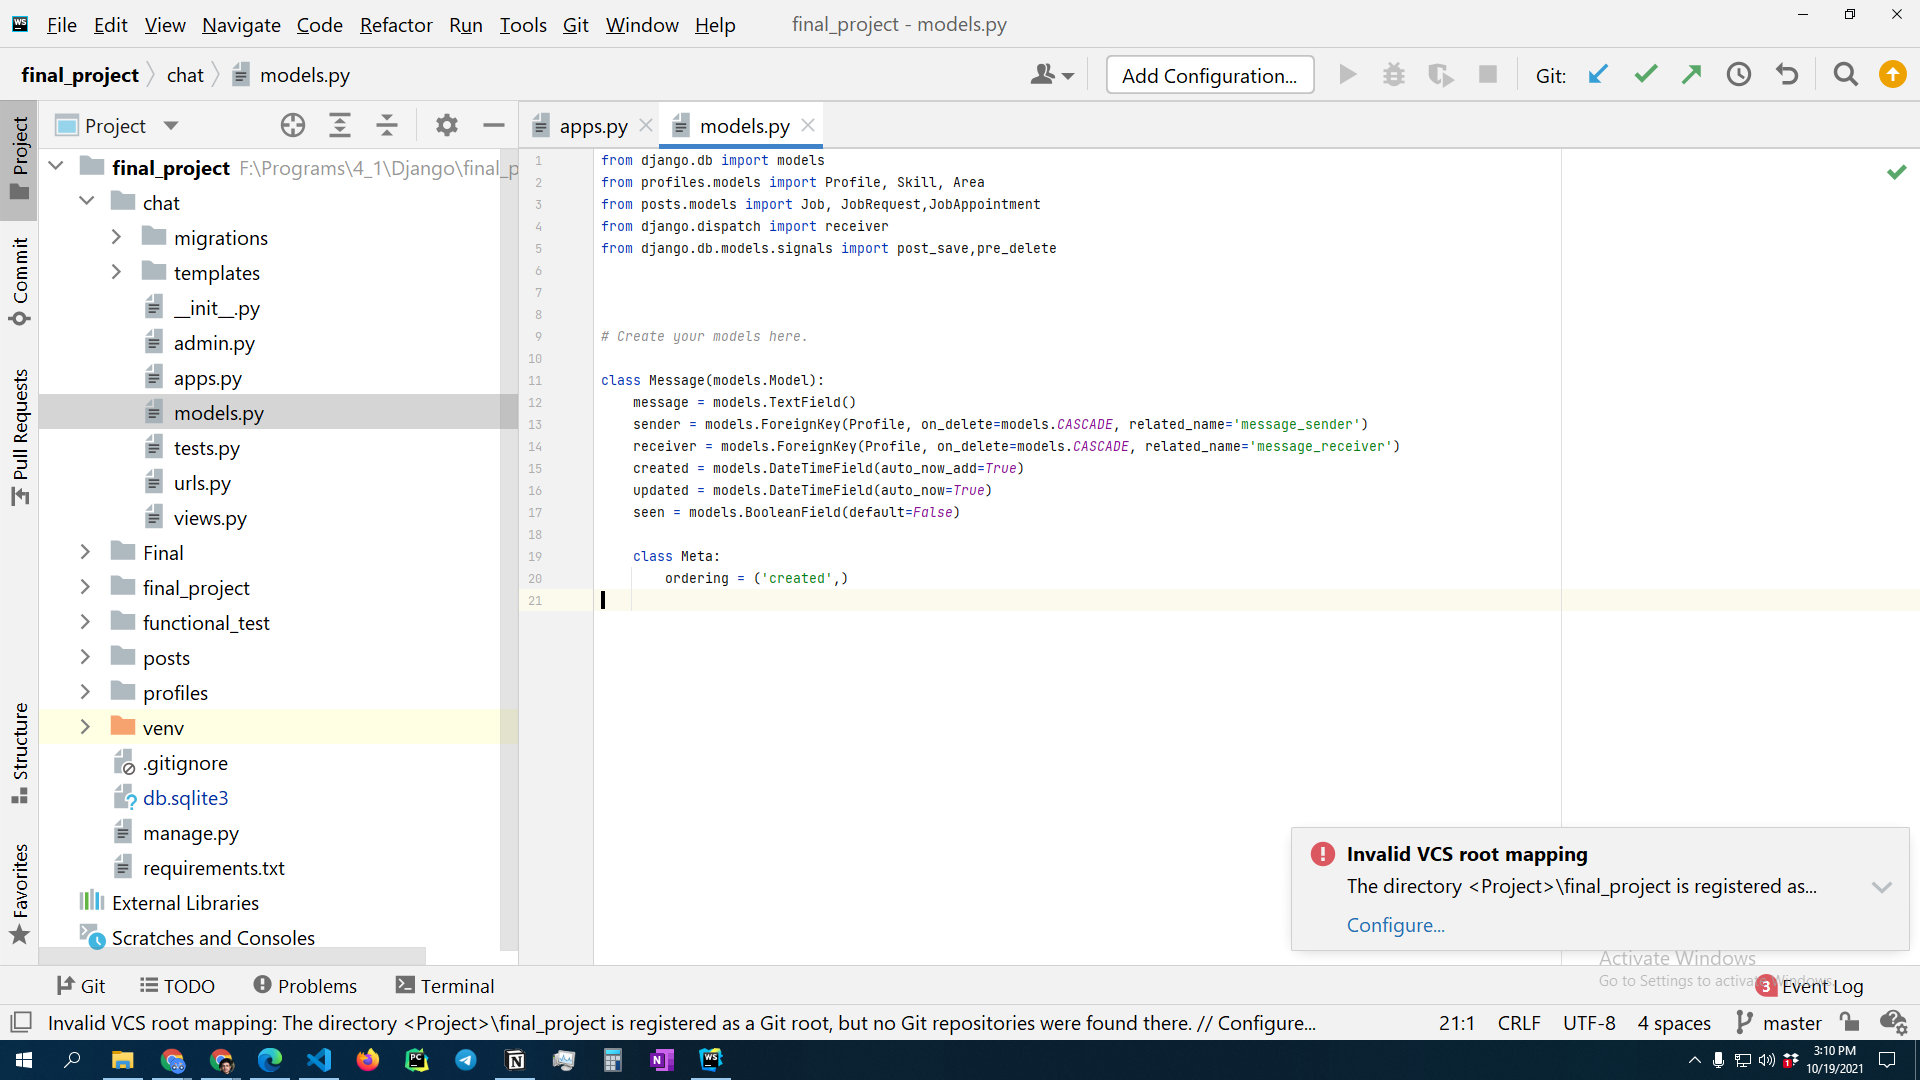 File Edit View Navigate Code Refactor Run Tools Git Window Help final_project - models.py
final_project chat models.py Add Configuration... Git:
Project
apps.py models.py
Project
Commit
Pull Requests
Structure
Favorites
final_project F:\Programs\4_1\Django\final_p
chat
migrations
templates
__init__.py
admin.py
apps.py
models.py
tests.py
urls.py
views.py
Final
final_project
functional_test
posts
profiles
venv
.gitignore
db.sqlite3
manage.py
requirements.txt
External Libraries
Scratches and Consoles
1 from django.db import models
2 from profiles.models import Profile, Skill, Area
3 from posts.models import Job, JobRequest,JobAppointment
4 from django.dispatch import receiver
5 from django.db.models.signals import post_save,pre_delete
6
7
8
9 # Create your models here.
10
11 class Message(models.Model):
12 message = models.TextField()
13 sender = models.ForeignKey(Profile, on_delete=models.CASCADE, related_name='message_sender')
14 receiver = models.ForeignKey(Profile, on_delete=models.CASCADE, related_name='message_receiver')
15 created = models.DateTimeField(auto_now_add=True)
16 updated = models.DateTimeField(auto_now=True)
17 seen = models.BooleanField(default=False)
18
19 class Meta:
20 ordering = ('created',)
21
Invalid VCS root mapping
The directory <Project>\final_project is registered as...
Configure...
Activate Windows
Go to Settings to activate Windows.
Git TODO Problems Terminal 3 Event Log
Invalid VCS root mapping: The directory <Project>\final_project is registered as a Git root, but no Git repositories were found there. // Configure... 21:1 CRLF UTF-8 4 spaces master
3:10 PM
10/19/2021